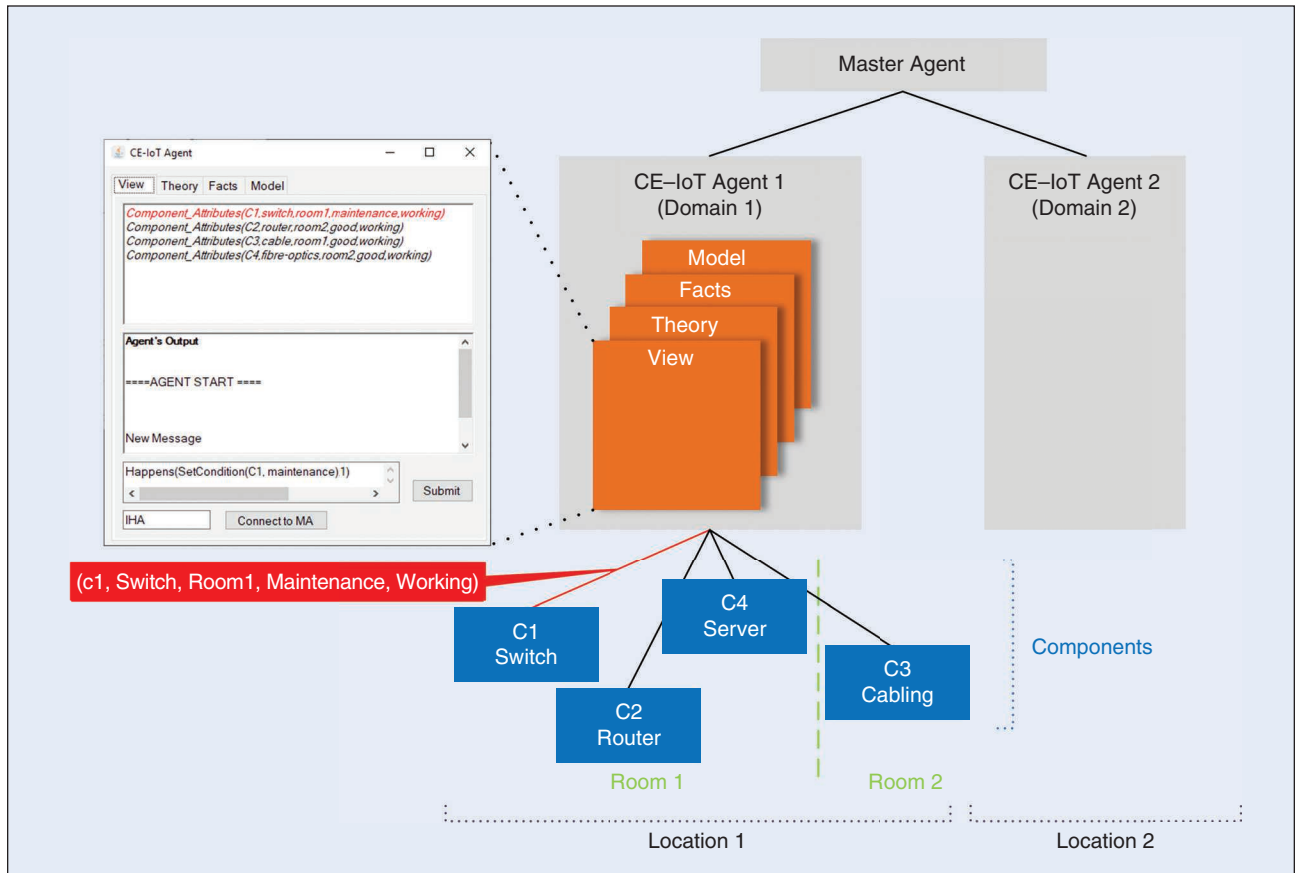 Master Agent
CE-IoT Agent
View Theory Facts Model
Component_Attributes(C1,switch,room1,maintenance,working)
Component_Attributes(C2,router,room2,good,working)
Component_Attributes(C3,cable,room1,good,working)
Component_Attributes(C4,fibre-optics,room2,good,working)
Agent's Output
====AGENT START ====
New Message
Happens(SetCondition(C1, maintenance)1)
Submit
IHA
Connect to MA
CE–IoT Agent 1
(Domain 1)
Model
Facts
Theory
View
CE–IoT Agent 2
(Domain 2)
(c1, Switch, Room1, Maintenance, Working)
C1
Switch
C2
Router
C4
Server
C3
Cabling
Components
Room 1
Room 2
Location 1
Location 2